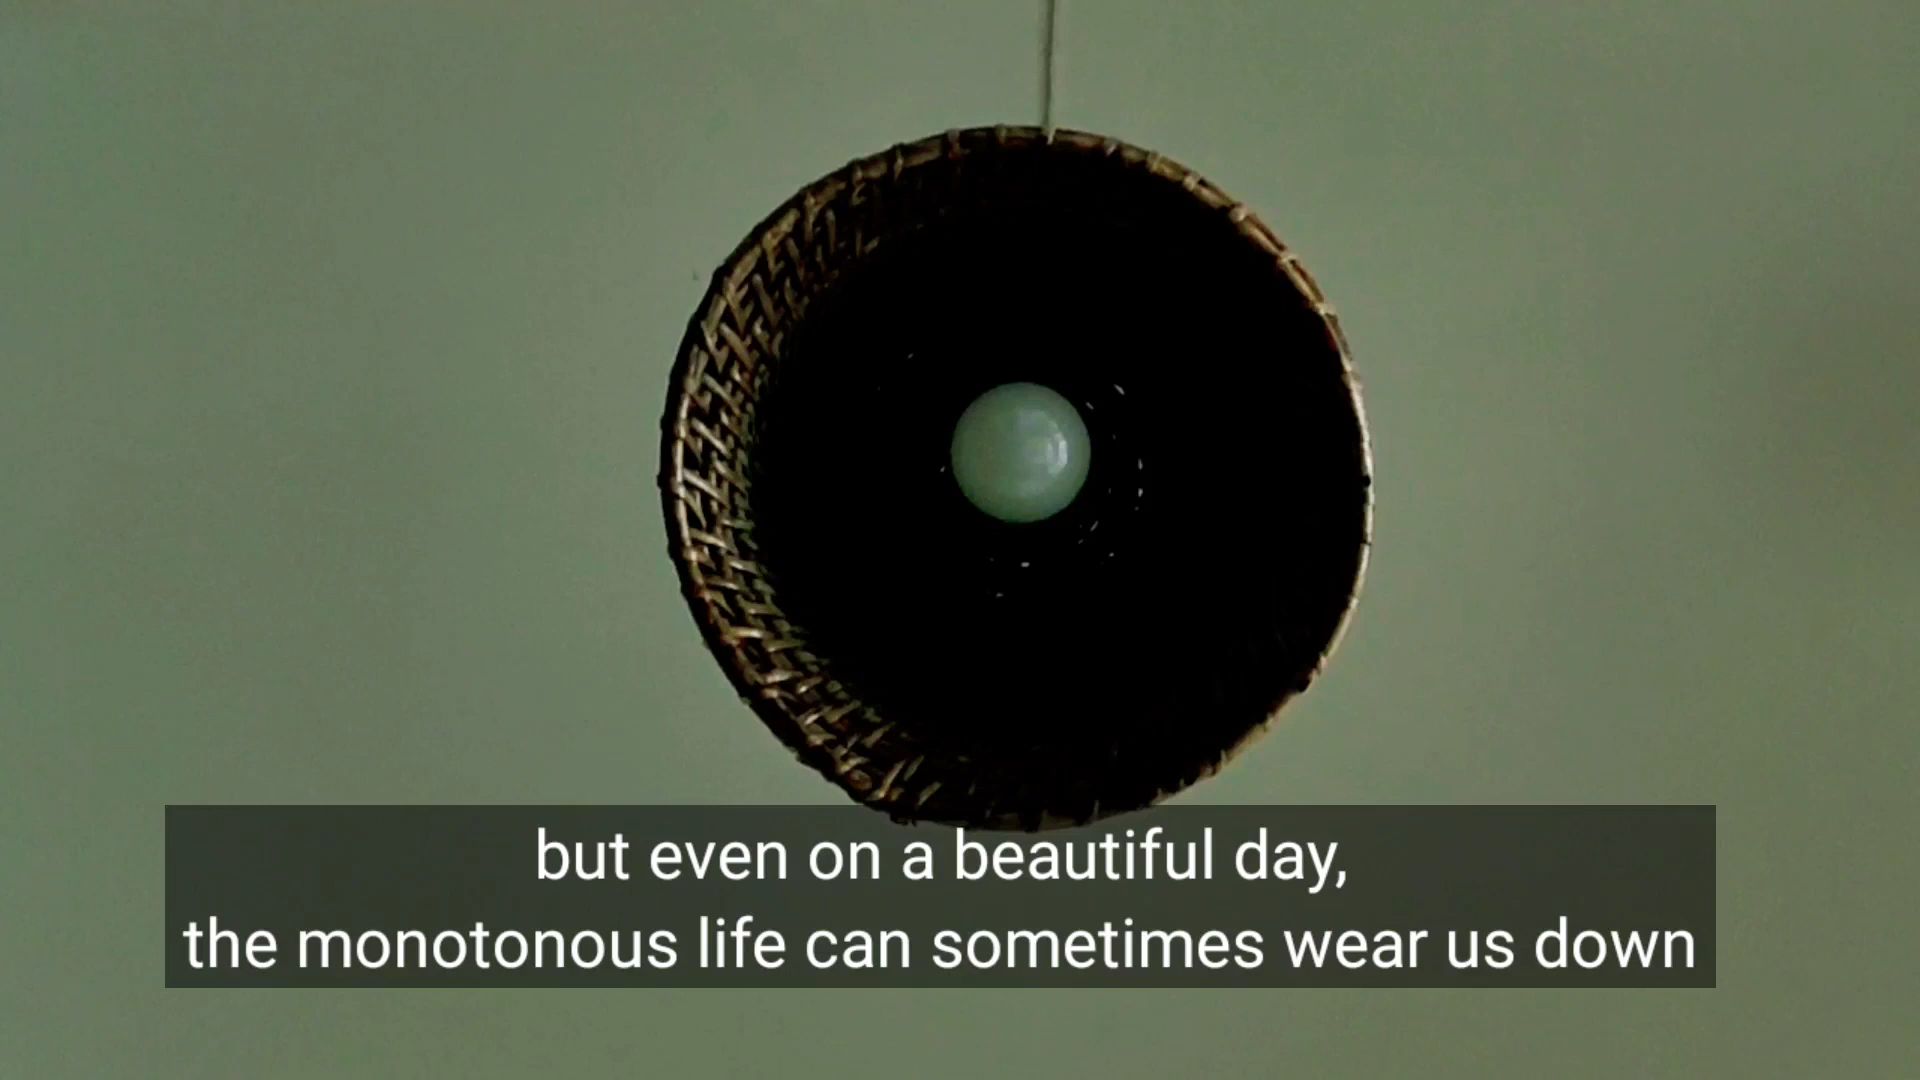 but even on a beautiful day,
the monotonous life can sometimes wear us down